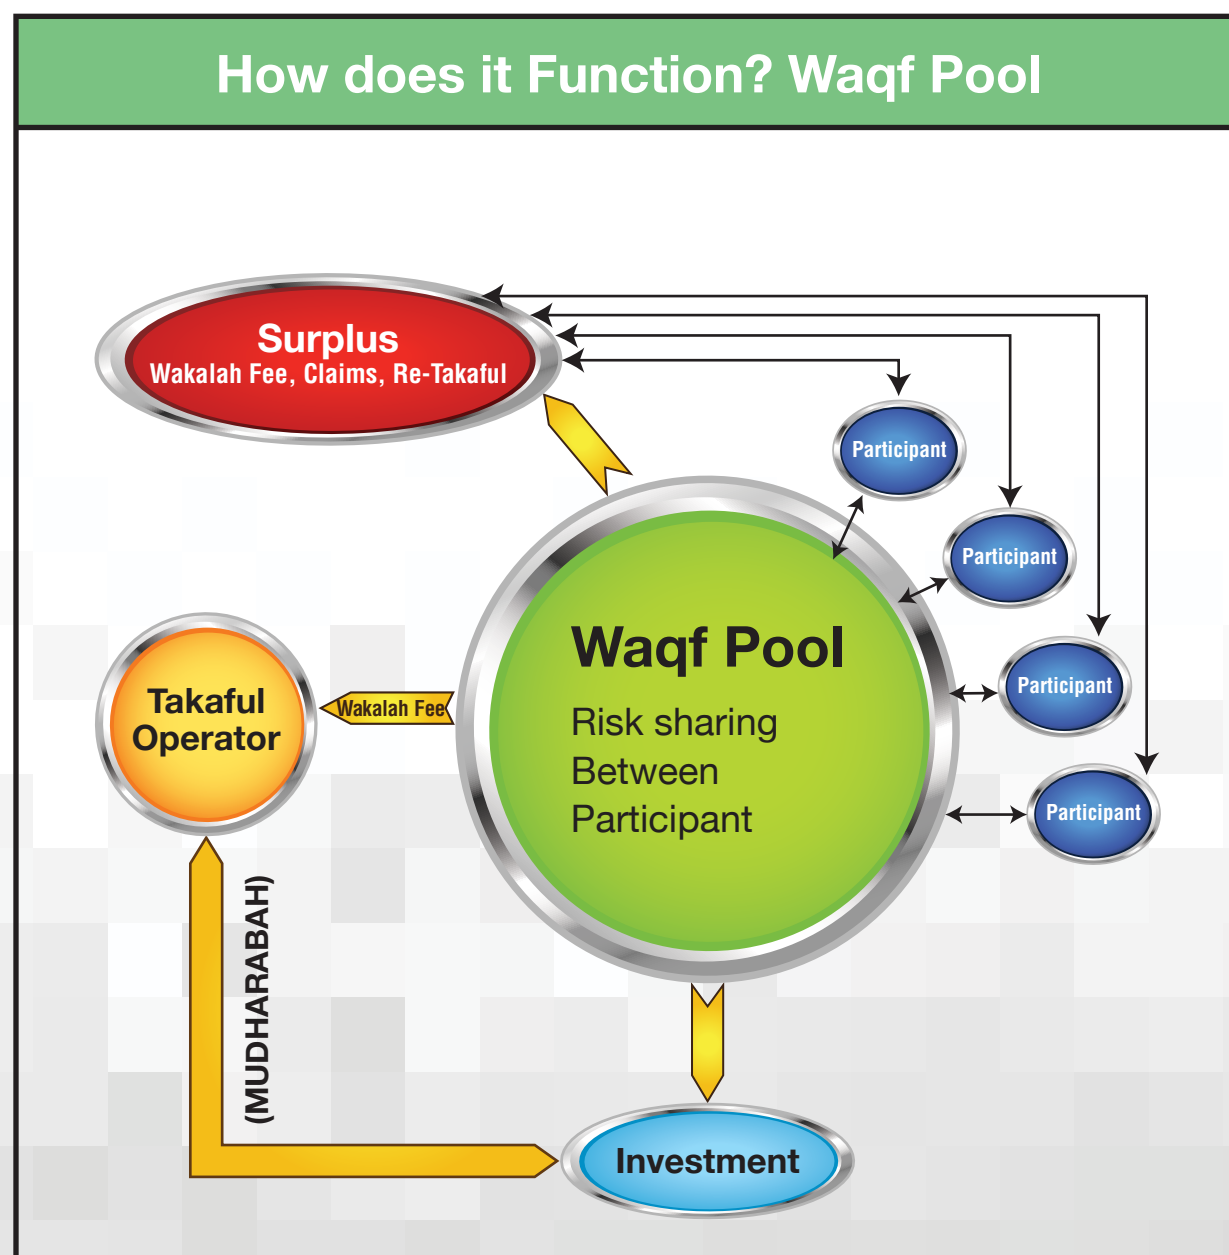 How does it Function? Waqf Pool
Surplus
Wakalah Fee, Claims, Re-Takaful
Participant
Participant
Participant
Participant
Waqf Pool
Risk sharing
Between
Participant
Takaful
Operator
Wakalah Fee
(MUDHARABAH)
Investment